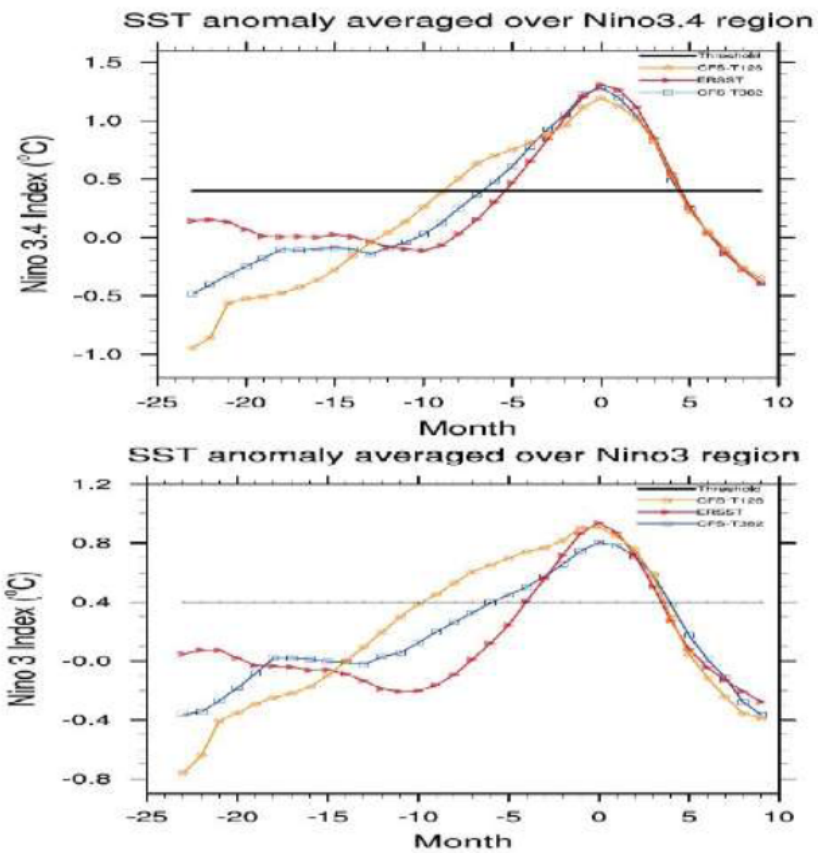 SST anomaly averaged over Nino3.4 region
Threshold
CFS-T126
ERSST
CFS-T382
Nino 3.4 Index (⁰C)
1.5
1.0
0.5
0.0
-0.5
-1.0
-25 -20 -15 -10 -5 0 5 10
Month
SST anomaly averaged over Nino3 region
Threshold
CFS-T126
ERSST
CFS-T382
Nino 3 Index (⁰C)
1.2
0.8
0.4
-0.0
-0.4
-0.8
-25 -20 -15 -10 -5 0 5 10
Month